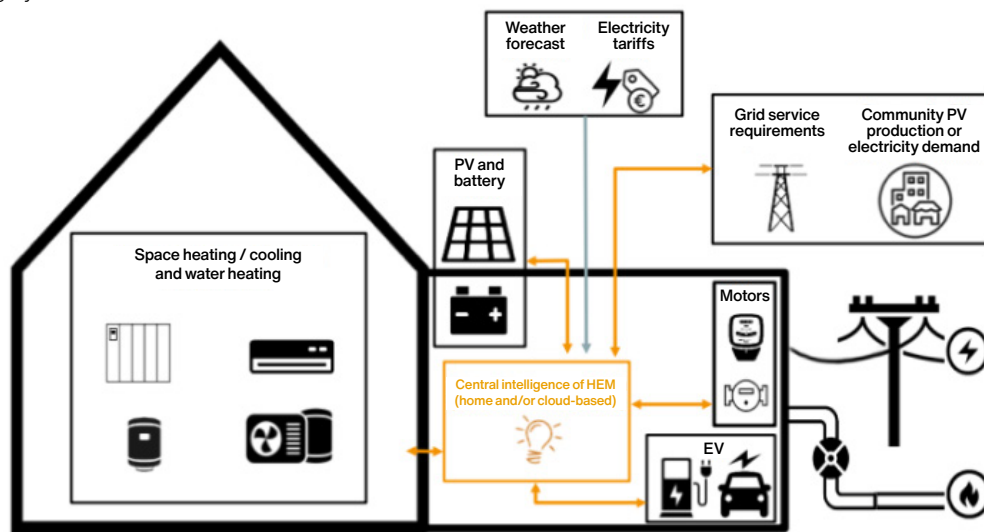 Weather
forecast
Electricity
tariffs
Grid service
requirements
Community PV
production or
electricity demand
PV and
battery
Space heating / cooling
and water heating
Motors
Central intelligence of HEM
(home and/or cloud-based)
EV